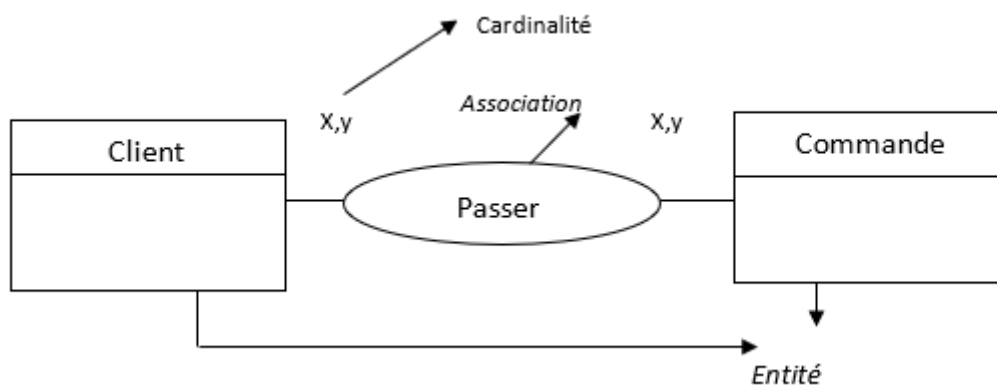 Cardinalité
Association
X,y
X,y
Client
Commande
Passer
Entité